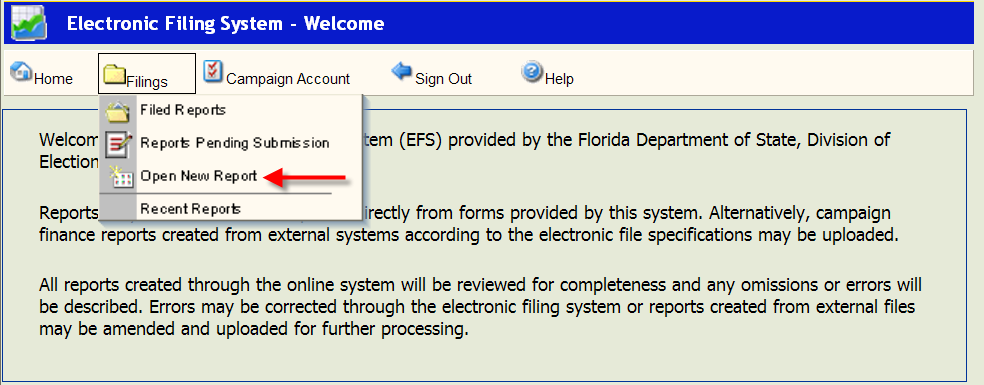 Electronic Filing System - Welcome
Home Filings Campaign Account Sign Out Help
Filed Reports
Reports Pending Submission
Open New Report
Recent Reports
Welcom tem (EFS) provided by the Florida Department of State, Division of
Election
Reports directly from forms provided by this system. Alternatively, campaign
finance reports created from external systems according to the electronic file specifications may be uploaded.
All reports created through the online system will be reviewed for completeness and any omissions or errors will
be described. Errors may be corrected through the electronic filing system or reports created from external files
may be amended and uploaded for further processing.